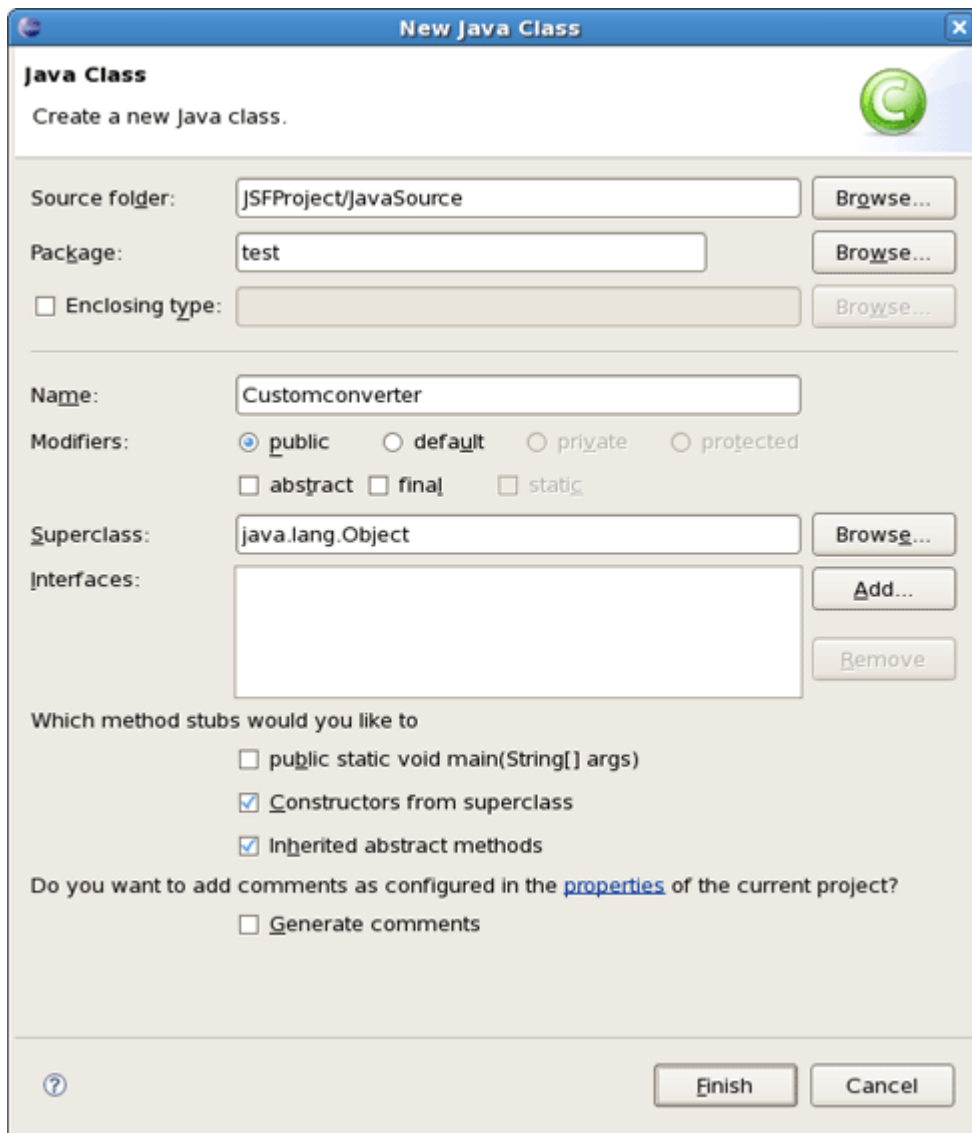 New Java Class
Java Class
Create a new Java class.
Source folder: JSFProject/JavaSource Browse...
Package: test Browse...
Enclosing type: Browse...
Name: Customconverter
Modifiers: public default private protected
abstract final static
Superclass: java.lang.Object Browse...
Interfaces: Add...
Remove
Which method stubs would you like to
public static void main(String[] args)
Constructors from superclass
Inherited abstract methods
Do you want to add comments as configured in the properties of the current project?
Generate comments
? Finish Cancel